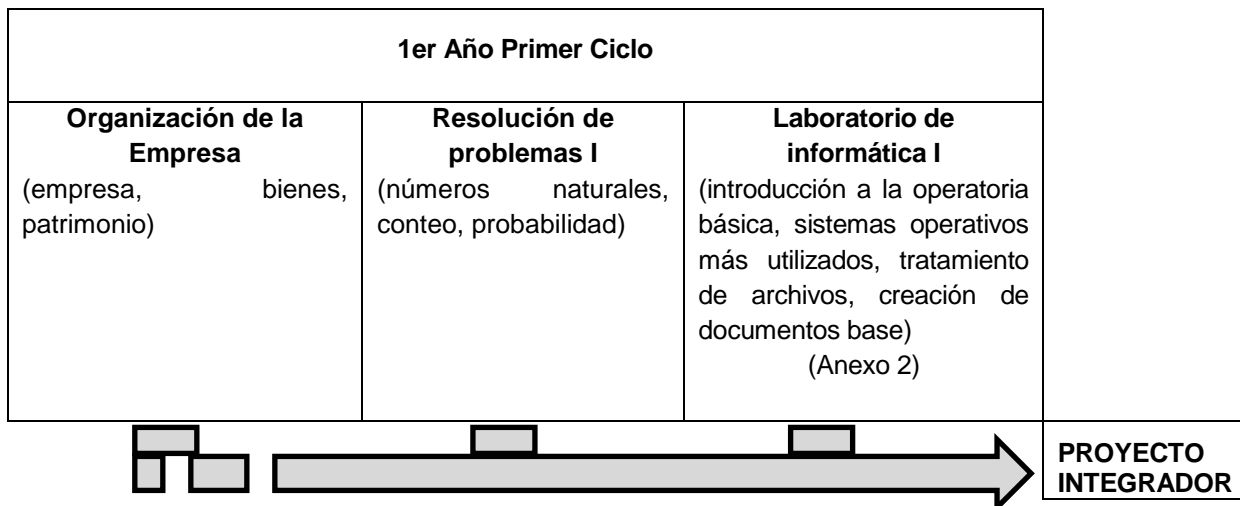 1er Año Primer Ciclo
Organización de la
Empresa
(empresa, bienes,
patrimonio)
Resolución de
problemas I
(números naturales,
conteo, probabilidad)
Laboratorio de
informática I
(introducción a la operatoria
básica, sistemas operativos
más utilizados, tratamiento
de archivos, creación de
documentos base)
(Anexo 2)
PROYECTO
INTEGRADOR